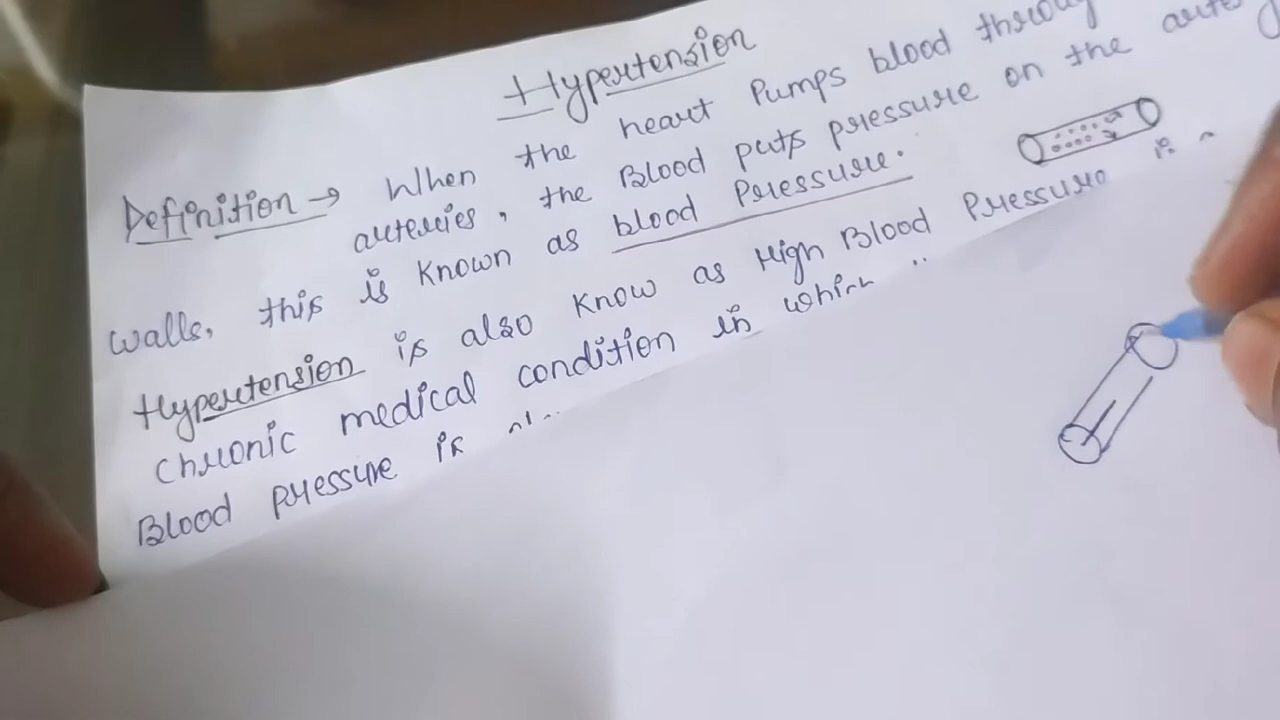 Hypertension
Definition → When the heart Pumps blood
arteries, the Blood puts pressure on the
walls, this is known as blood Pressure.
Hypertension is also know as High Blood Pressure is
chronic medical condition in which
Blood pressure is